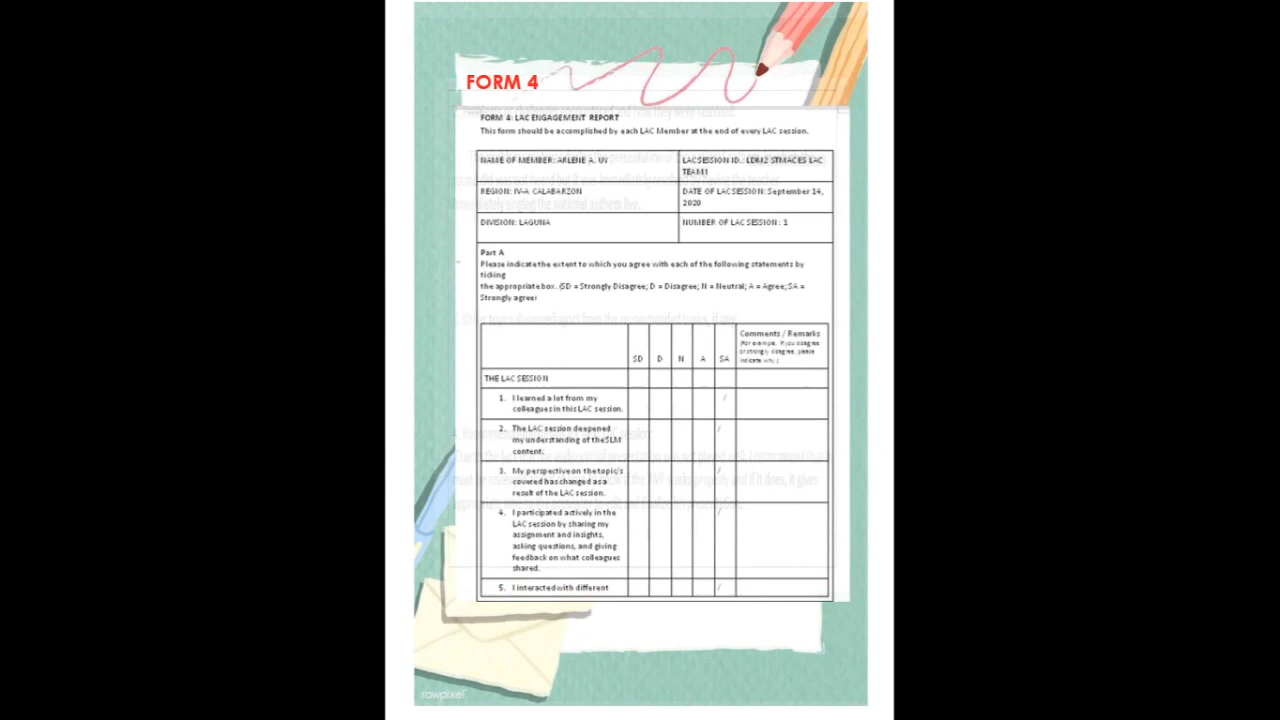 FORM 4
FORM 4: LAC ENGAGEMENT REPORT
This form should be accomplished by each LAC Member at the end of every LAC session.
NAME OF MEMBER: ARLENE A. UY
LAC SESSION ID.: LDM2 STMACES LAC
TEAM1
REGION: IV-A CALABARZON
DATE OF LAC SESSION: September 14,
2020
DIVISION: LAGUNA
NUMBER OF LAC SESSION : 1
Part A
Please indicate the extent to which you agree with each of the following statements by
ticking
the appropriate box. (SD = Strongly Disagree; D = Disagree; N = Neutral; A = Agree; SA =
Strongly agree)
SD D N A SA
Comments / Remarks
(For example, if you disagree
or strongly disagree, please
indicate why.)
THE LAC SESSION
1. I learned a lot from my
colleagues in this LAC session.
/
2. The LAC session deepened
my understanding of the SLM
content.
/
3. My perspective on the topic/s
covered has changed as a
result of the LAC session.
/
4. I participated actively in the
LAC session by sharing my
assignment and insights,
asking questions, and giving
feedback on what colleagues
shared.
/
5. I interacted with different
/
rawpixel